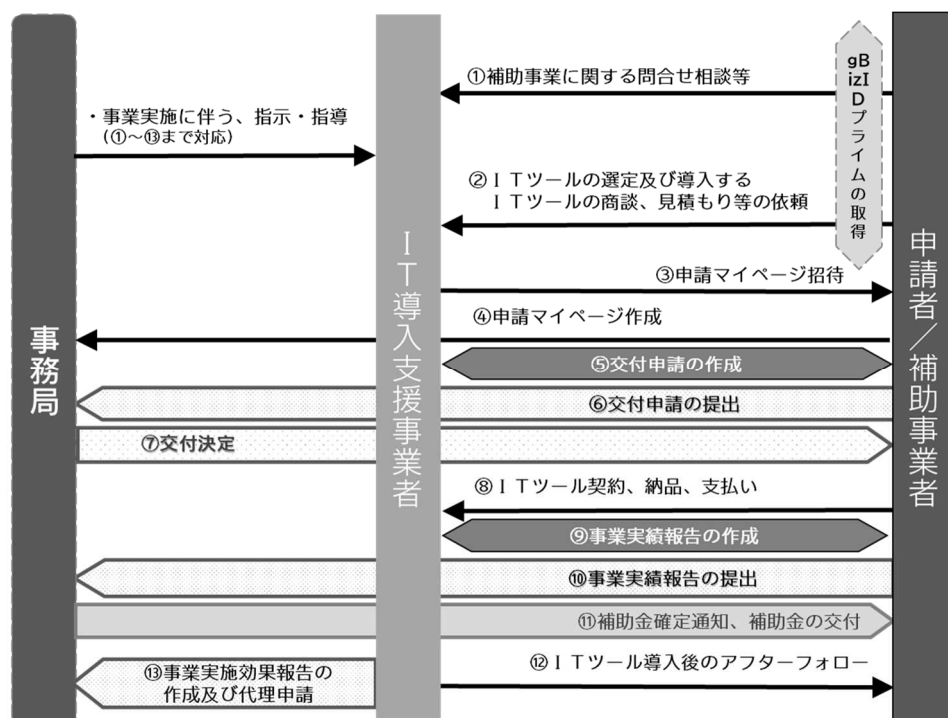 ①補助事業に関する問合せ相談等
gB
izI
D
プ
ラ
イ
ム
の
取
得
・事業実施に伴う、指示・指導
(①～⑬まで対応)
②ＩＴツールの選定及び導入する
ＩＴツールの商談、見積もり等の依頼
③申請マイページ招待
④申請マイページ作成
事務局
ＩＴ導入支援事業者
申請者／補助事業者
⑤交付申請の作成
⑥交付申請の提出
⑦交付決定
⑧ＩＴツール契約、納品、支払い
⑨事業実績報告の作成
⑩事業実績報告の提出
⑪補助金確定通知、補助金の交付
⑫ＩＴツール導入後のアフターフォロー
⑬事業実施効果報告の
作成及び代理申請